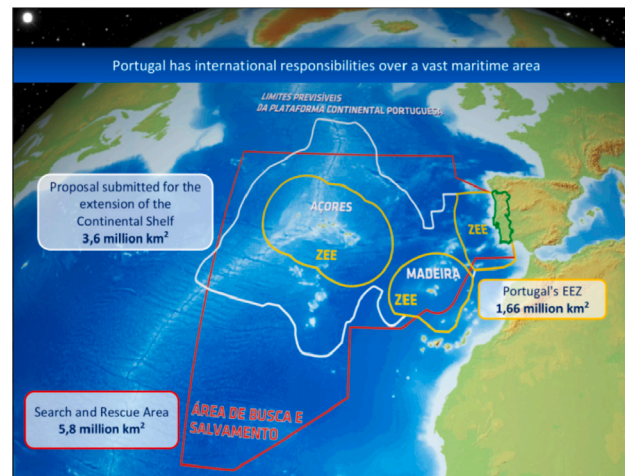 Portugal has international responsibilities over a vast maritime area
LIMITES PREVISÍVEIS
DA PLATAFORMA CONTINENTAL PORTUGUESA
Proposal submitted for the
extension of the
Continental Shelf
3,6 million km²
AÇORES
ZEE
ZEE
MADEIRA
ZEE
Portugal's EEZ
1,66 million km²
Search and Rescue Area
5,8 million km²
ÁREA DE BUSCA E
SALVAMENTO